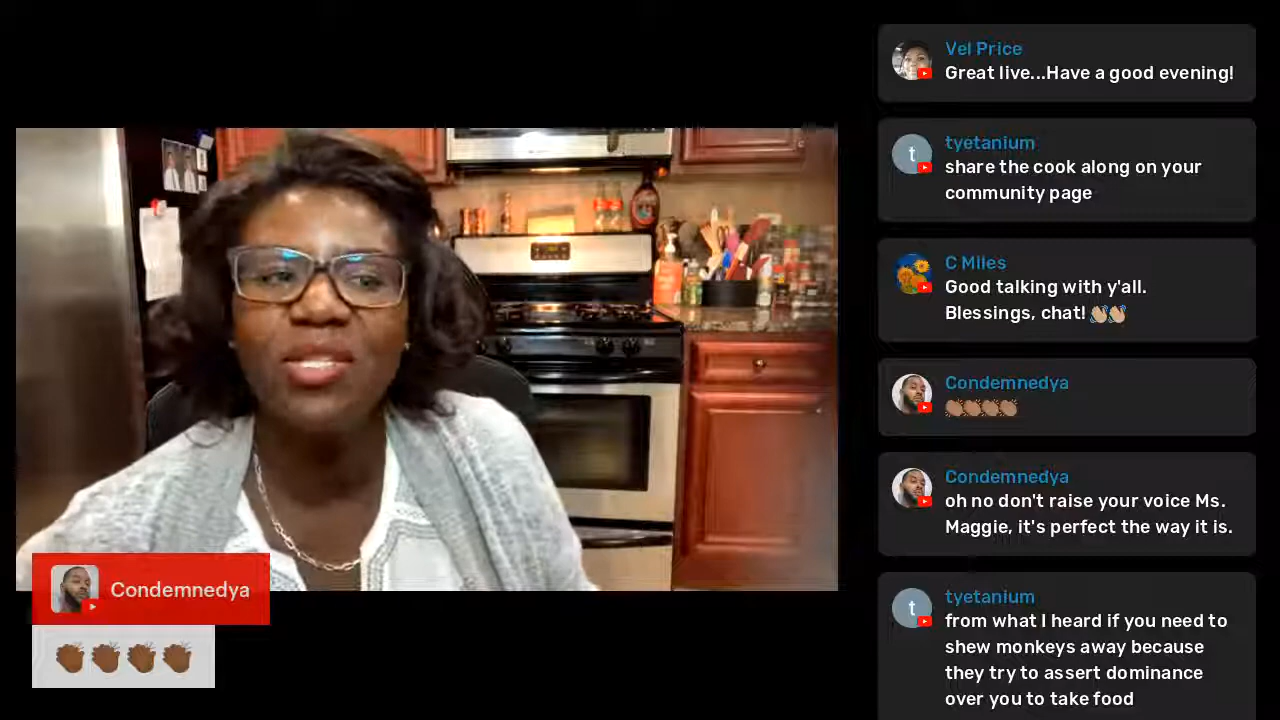 Vel Price
Great live...Have a good evening!
tyetanium
share the cook along on your
community page
C Miles
Good talking with y'all.
Blessings, chat! 👋🏼👋🏼
Condemnedya
👏🏽👏🏽👏🏽👏🏽
Condemnedya
oh no don't raise your voice Ms.
Maggie, it's perfect the way it is.
t
tyetanium
from what I heard if you need to
shew monkeys away because
they try to assert dominance
over you to take food
Condemnedya
👏🏾👏🏾👏🏾👏🏾